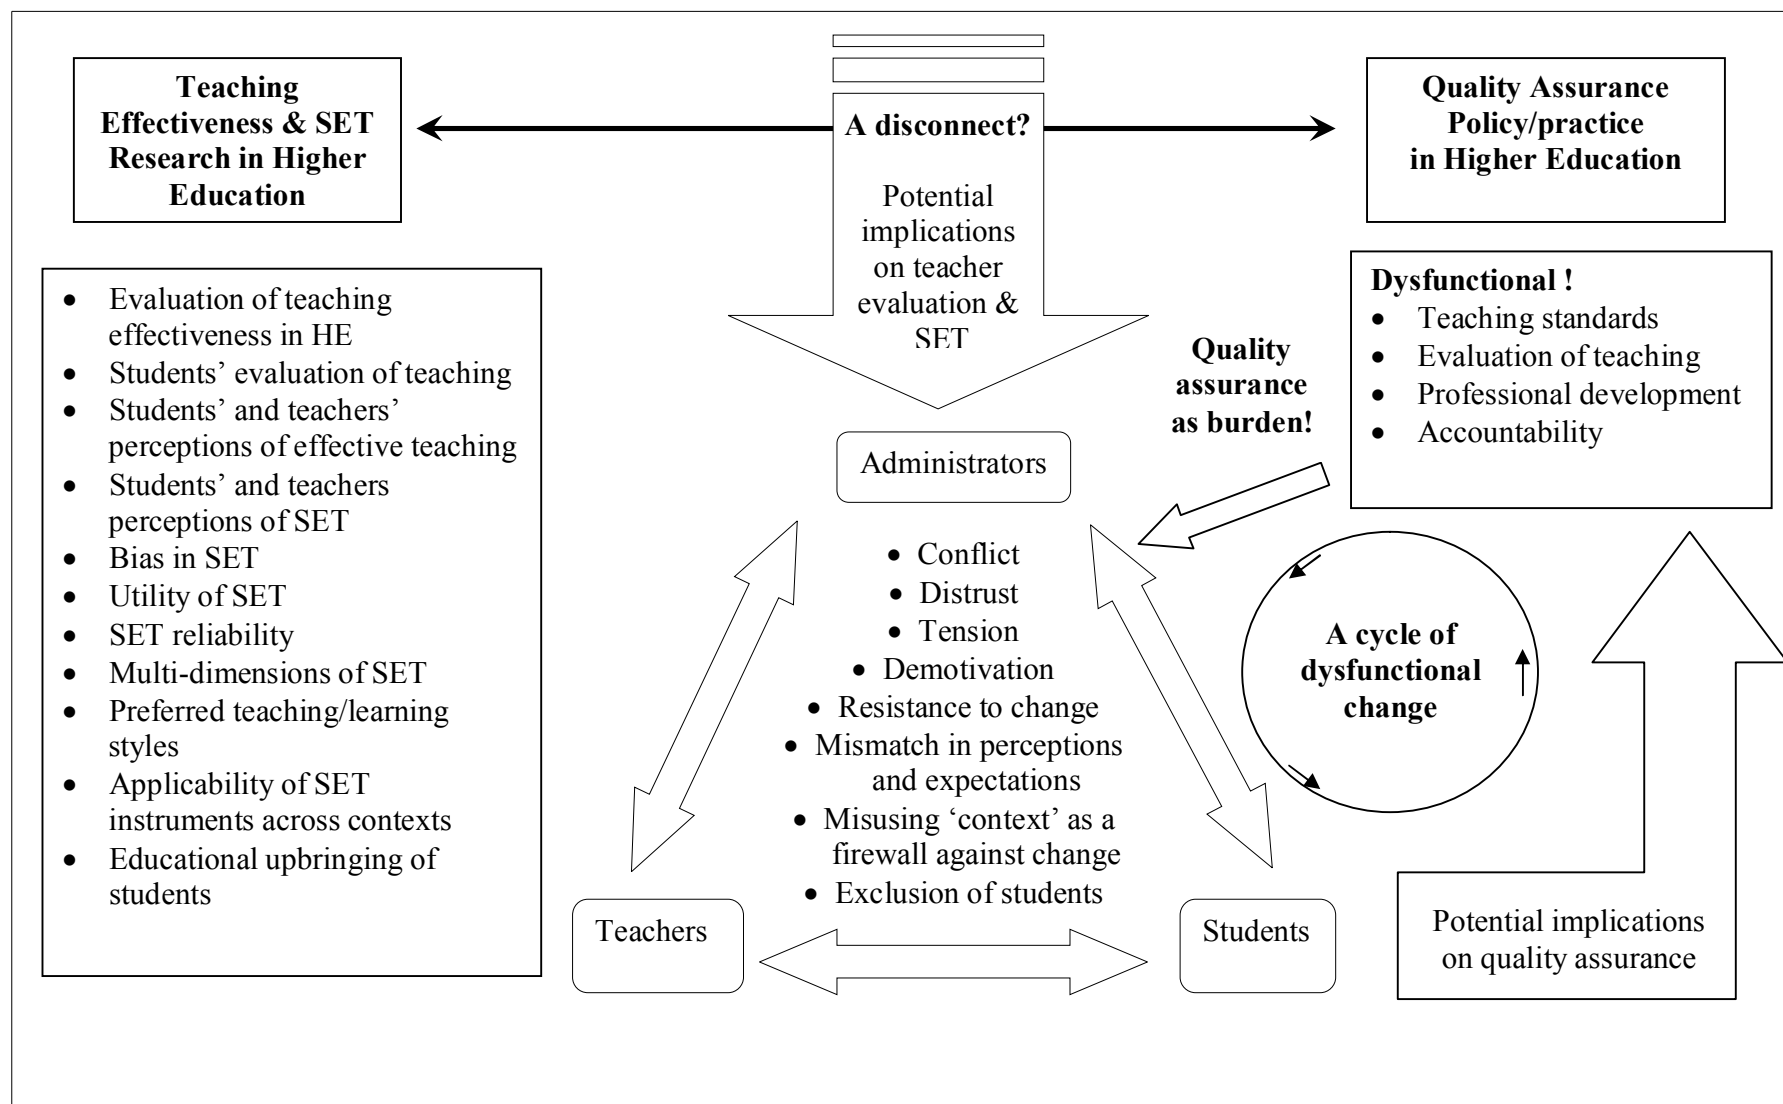 Teaching
Effectiveness & SET
Research in Higher
Education
A disconnect?
Potential
implications
on teacher
evaluation &
SET
Quality Assurance
Policy/practice
in Higher Education
• Evaluation of teaching
effectiveness in HE
• Students’ evaluation of teaching
• Students’ and teachers’
perceptions of effective teaching
• Students’ and teachers
perceptions of SET
• Bias in SET
• Utility of SET
• SET reliability
• Multi-dimensions of SET
• Preferred teaching/learning
styles
• Applicability of SET
instruments across contexts
• Educational upbringing of
students
Dysfunctional !
• Teaching standards
• Evaluation of teaching
• Professional development
• Accountability
Quality
assurance
as burden!
Administrators
• Conflict
• Distrust
• Tension
• Demotivation
• Resistance to change
• Mismatch in perceptions
and expectations
• Misusing ‘context’ as a
firewall against change
• Exclusion of students
A cycle of
dysfunctional
change
Teachers
Students
Potential implications
on quality assurance